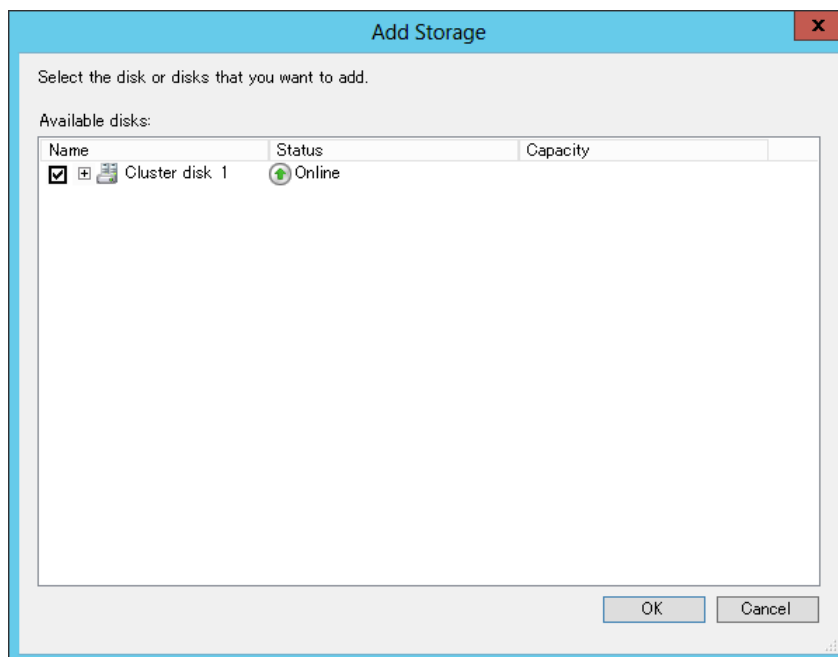 Add Storage
x
Select the disk or disks that you want to add.
Available disks:
Name Status Capacity
Cluster disk 1 Online
OK Cancel